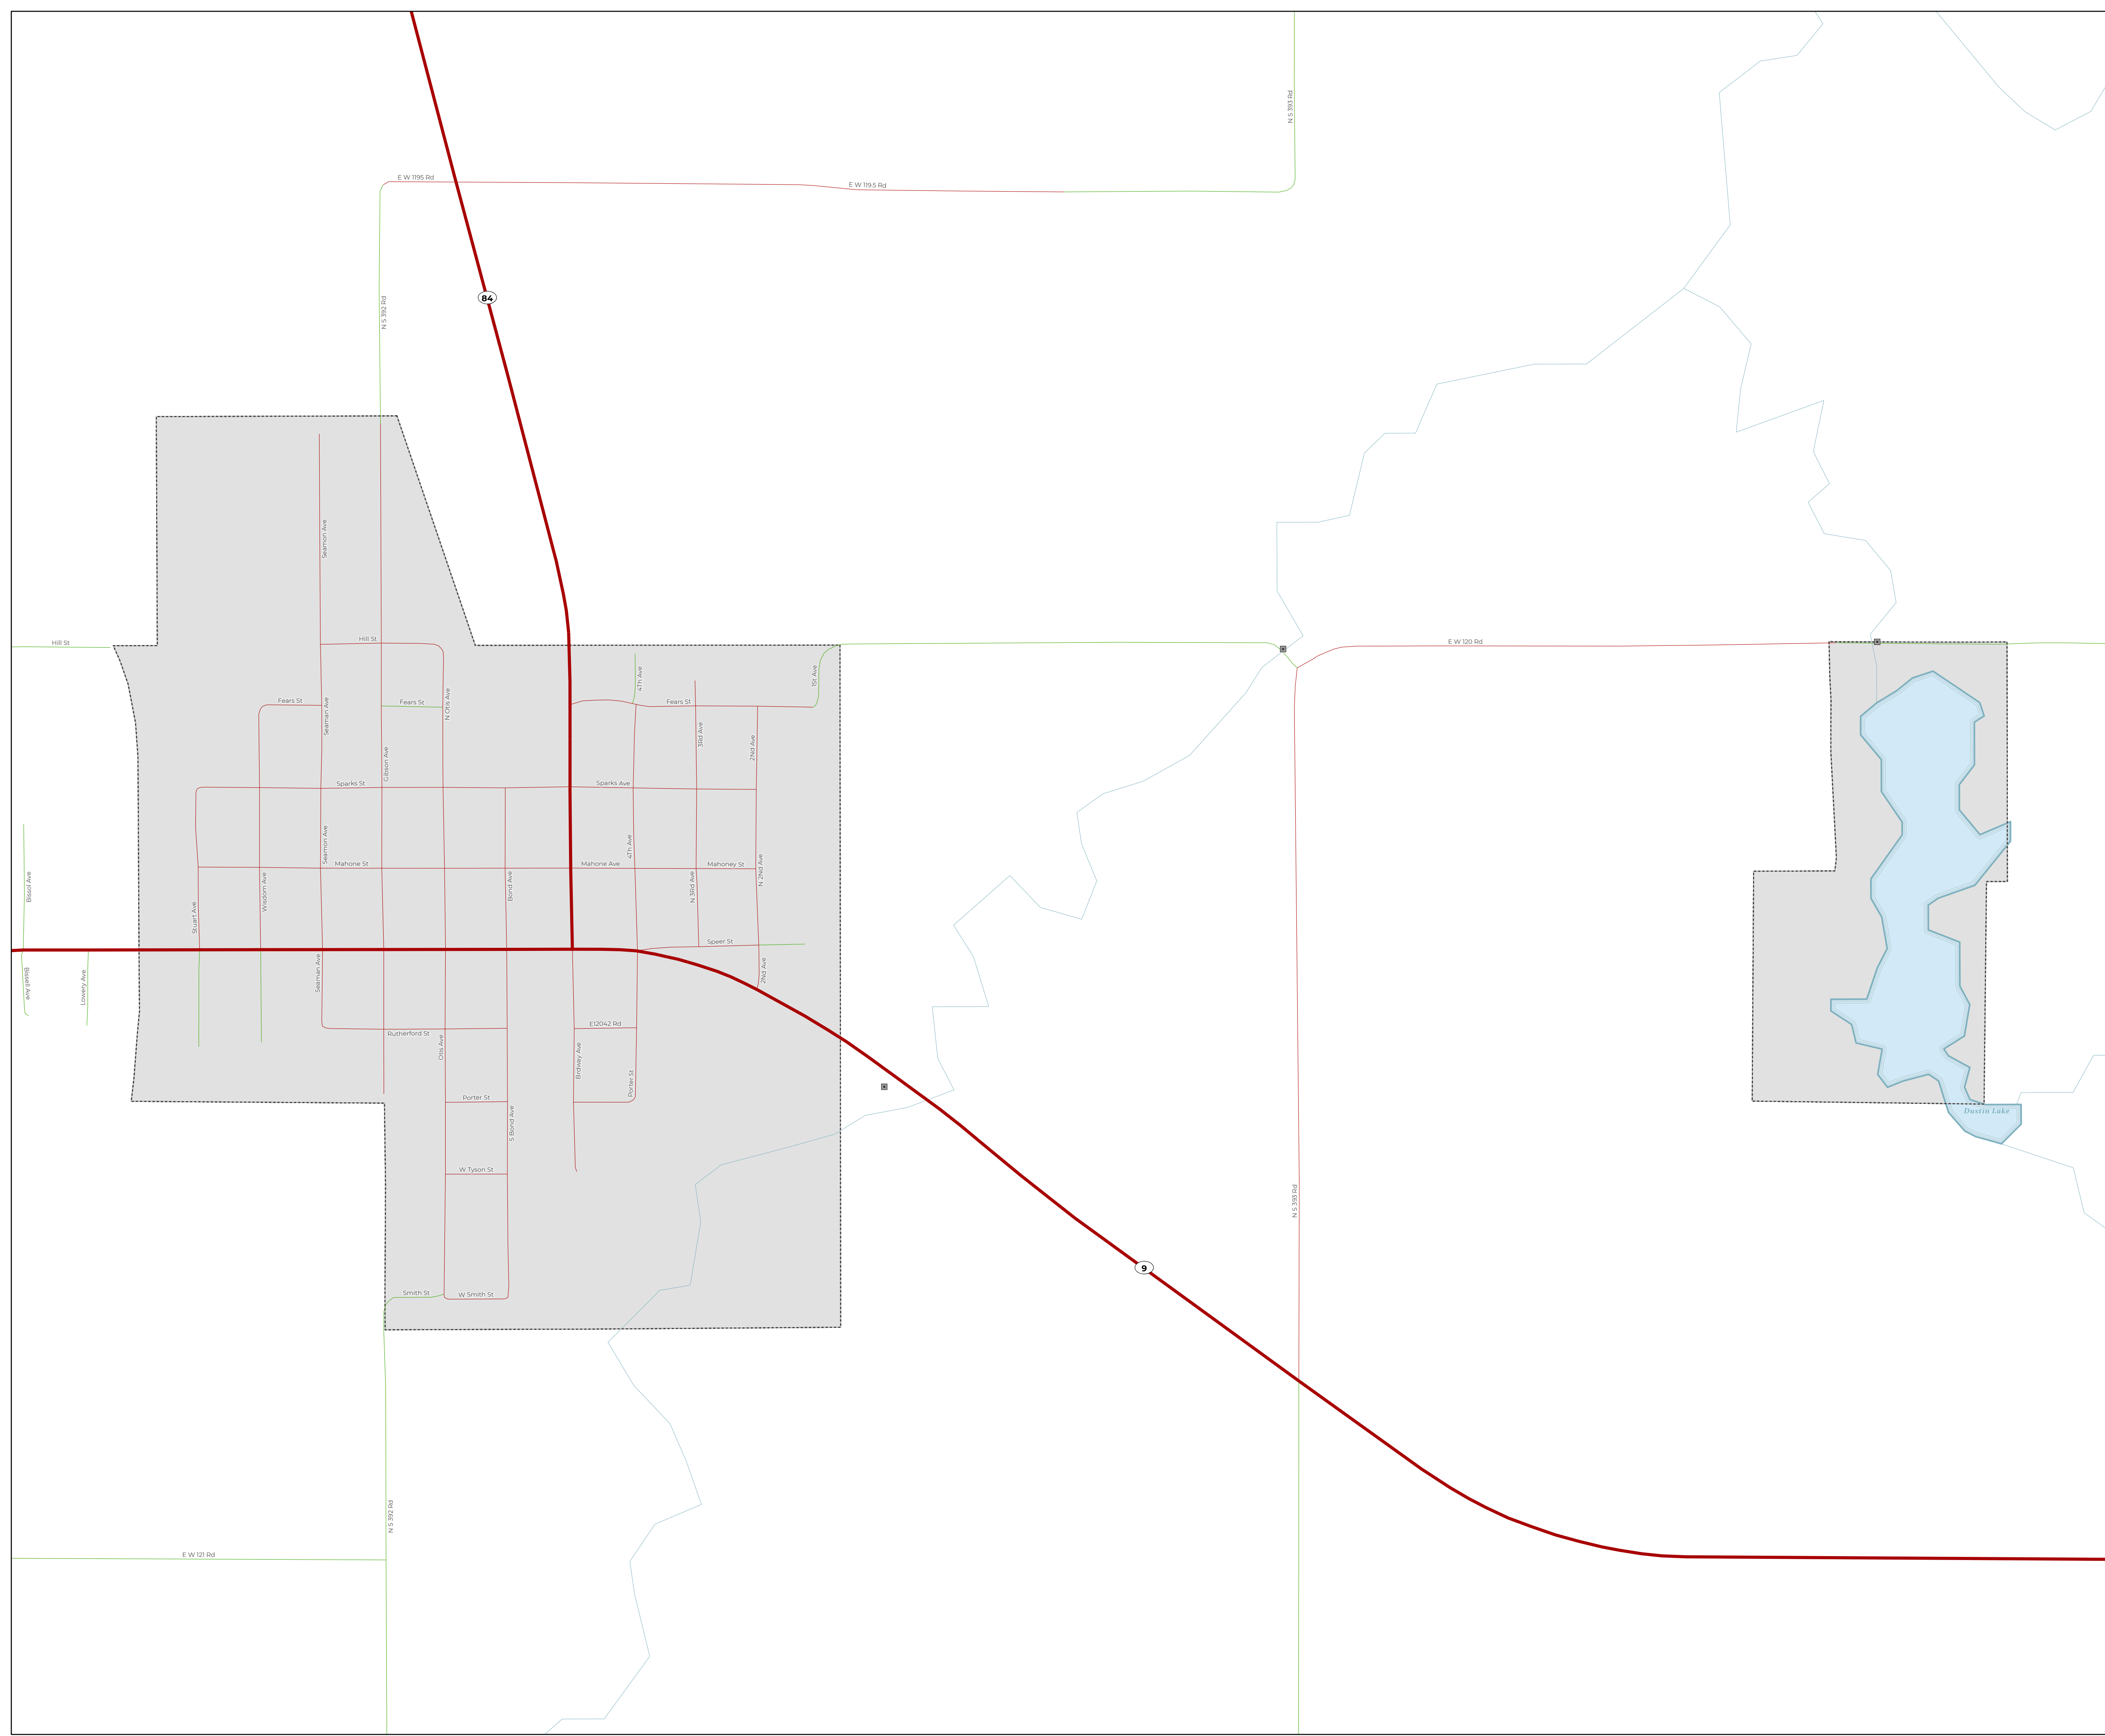 N S 393 Rd
E W 1195 Rd
E W 119.5 Rd
84
N S 392 Rd
Seamon Ave
Hill St
Hill St
E W 120 Rd
4Th Ave
1St Ave
Fears St
Fears St
Fears St
N Otis Ave
Seaman Ave
3Rd Ave
2Nd Ave
Gibson Ave
Sparks St
Sparks Ave
Seamon Ave
4Th Ave
Mahone St
Mahone Ave
Mahoney St
N 2Nd Ave
Bissol Ave
Wisdom Ave
Bond Ave
N 3Rd Ave
Stuart Ave
Speer St
2Nd Ave
Seaman Ave
Bissell Ave
Lowery Ave
E12042 Rd
Rutherford St
Otis Ave
Brdway Ave
Porter St
Porter St
S Bond Ave
Dustin Lake
W Tyson St
N S 393 Rd
9
Smith St
W Smith St
N S 392 Rd
E W 121 Rd